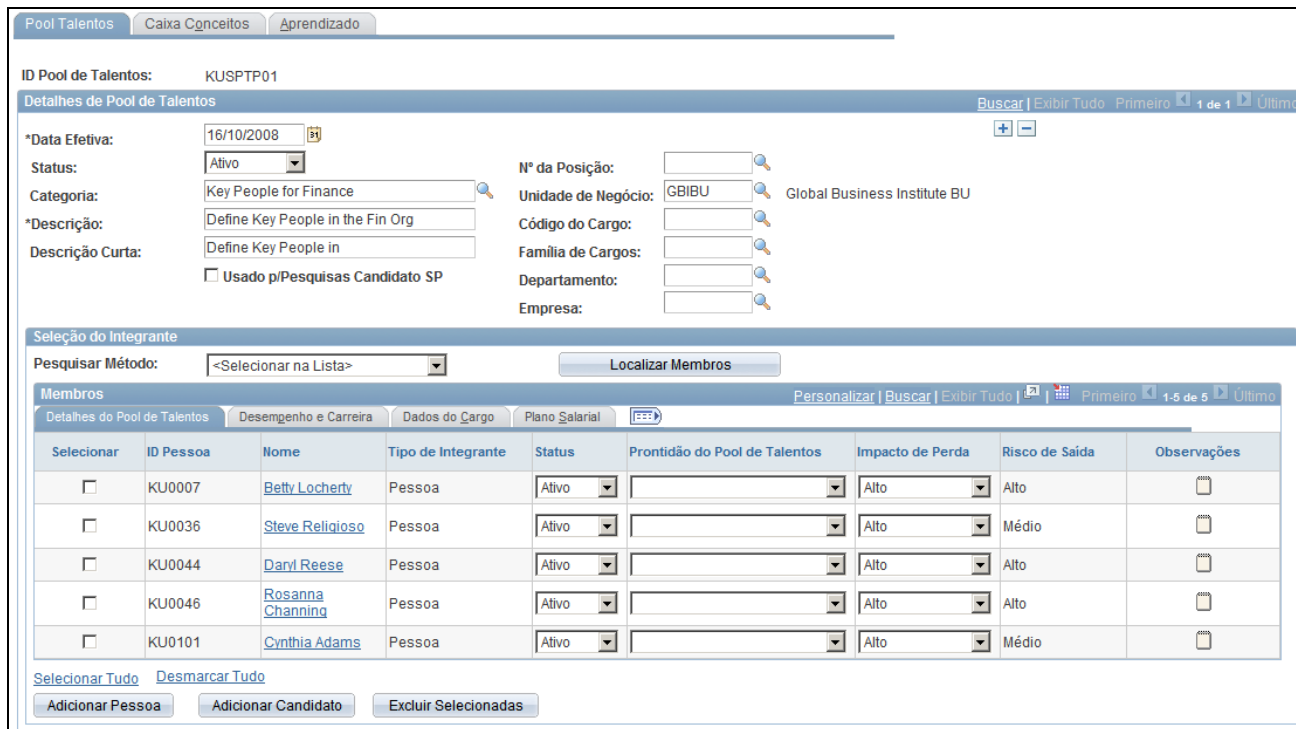 Pool Talentos Caixa Conceitos Aprendizado
ID Pool de Talentos: KUSPTP01
Detalhes de Pool de Talentos Buscar | Exibir Tudo Primeiro 1 de 1 Último
*Data Efetiva: 16/10/2008
Status: Ativo Nº da Posição:
Categoria: Key People for Finance Unidade de Negócio: GBIBU Global Business Institute BU
*Descrição: Define Key People in the Fin Org Código do Cargo:
Descrição Curta: Define Key People in Família de Cargos:
Usado p/Pesquisas Candidato SP Departamento:
Empresa:
Seleção do Integrante
Pesquisar Método: <Selecionar na Lista> Localizar Membros
Membros Personalizar | Buscar | Exibir Tudo | | Primeiro 1-5 de 5 Último
Detalhes do Pool de Talentos Desempenho e Carreira Dados do Cargo Plano Salarial
Selecionar ID Pessoa Nome Tipo de Integrante Status Prontidão do Pool de Talentos Impacto de Perda Risco de Saída Observações
KU0007 Betty Locherty Pessoa Ativo Alto Alto
KU0036 Steve Religioso Pessoa Ativo Alto Médio
KU0044 Daryl Reese Pessoa Ativo Alto Alto
KU0046 Rosanna Channing Pessoa Ativo Alto Alto
KU0101 Cynthia Adams Pessoa Ativo Alto Médio
Selecionar Tudo Desmarcar Tudo
Adicionar Pessoa Adicionar Candidato Excluir Selecionadas